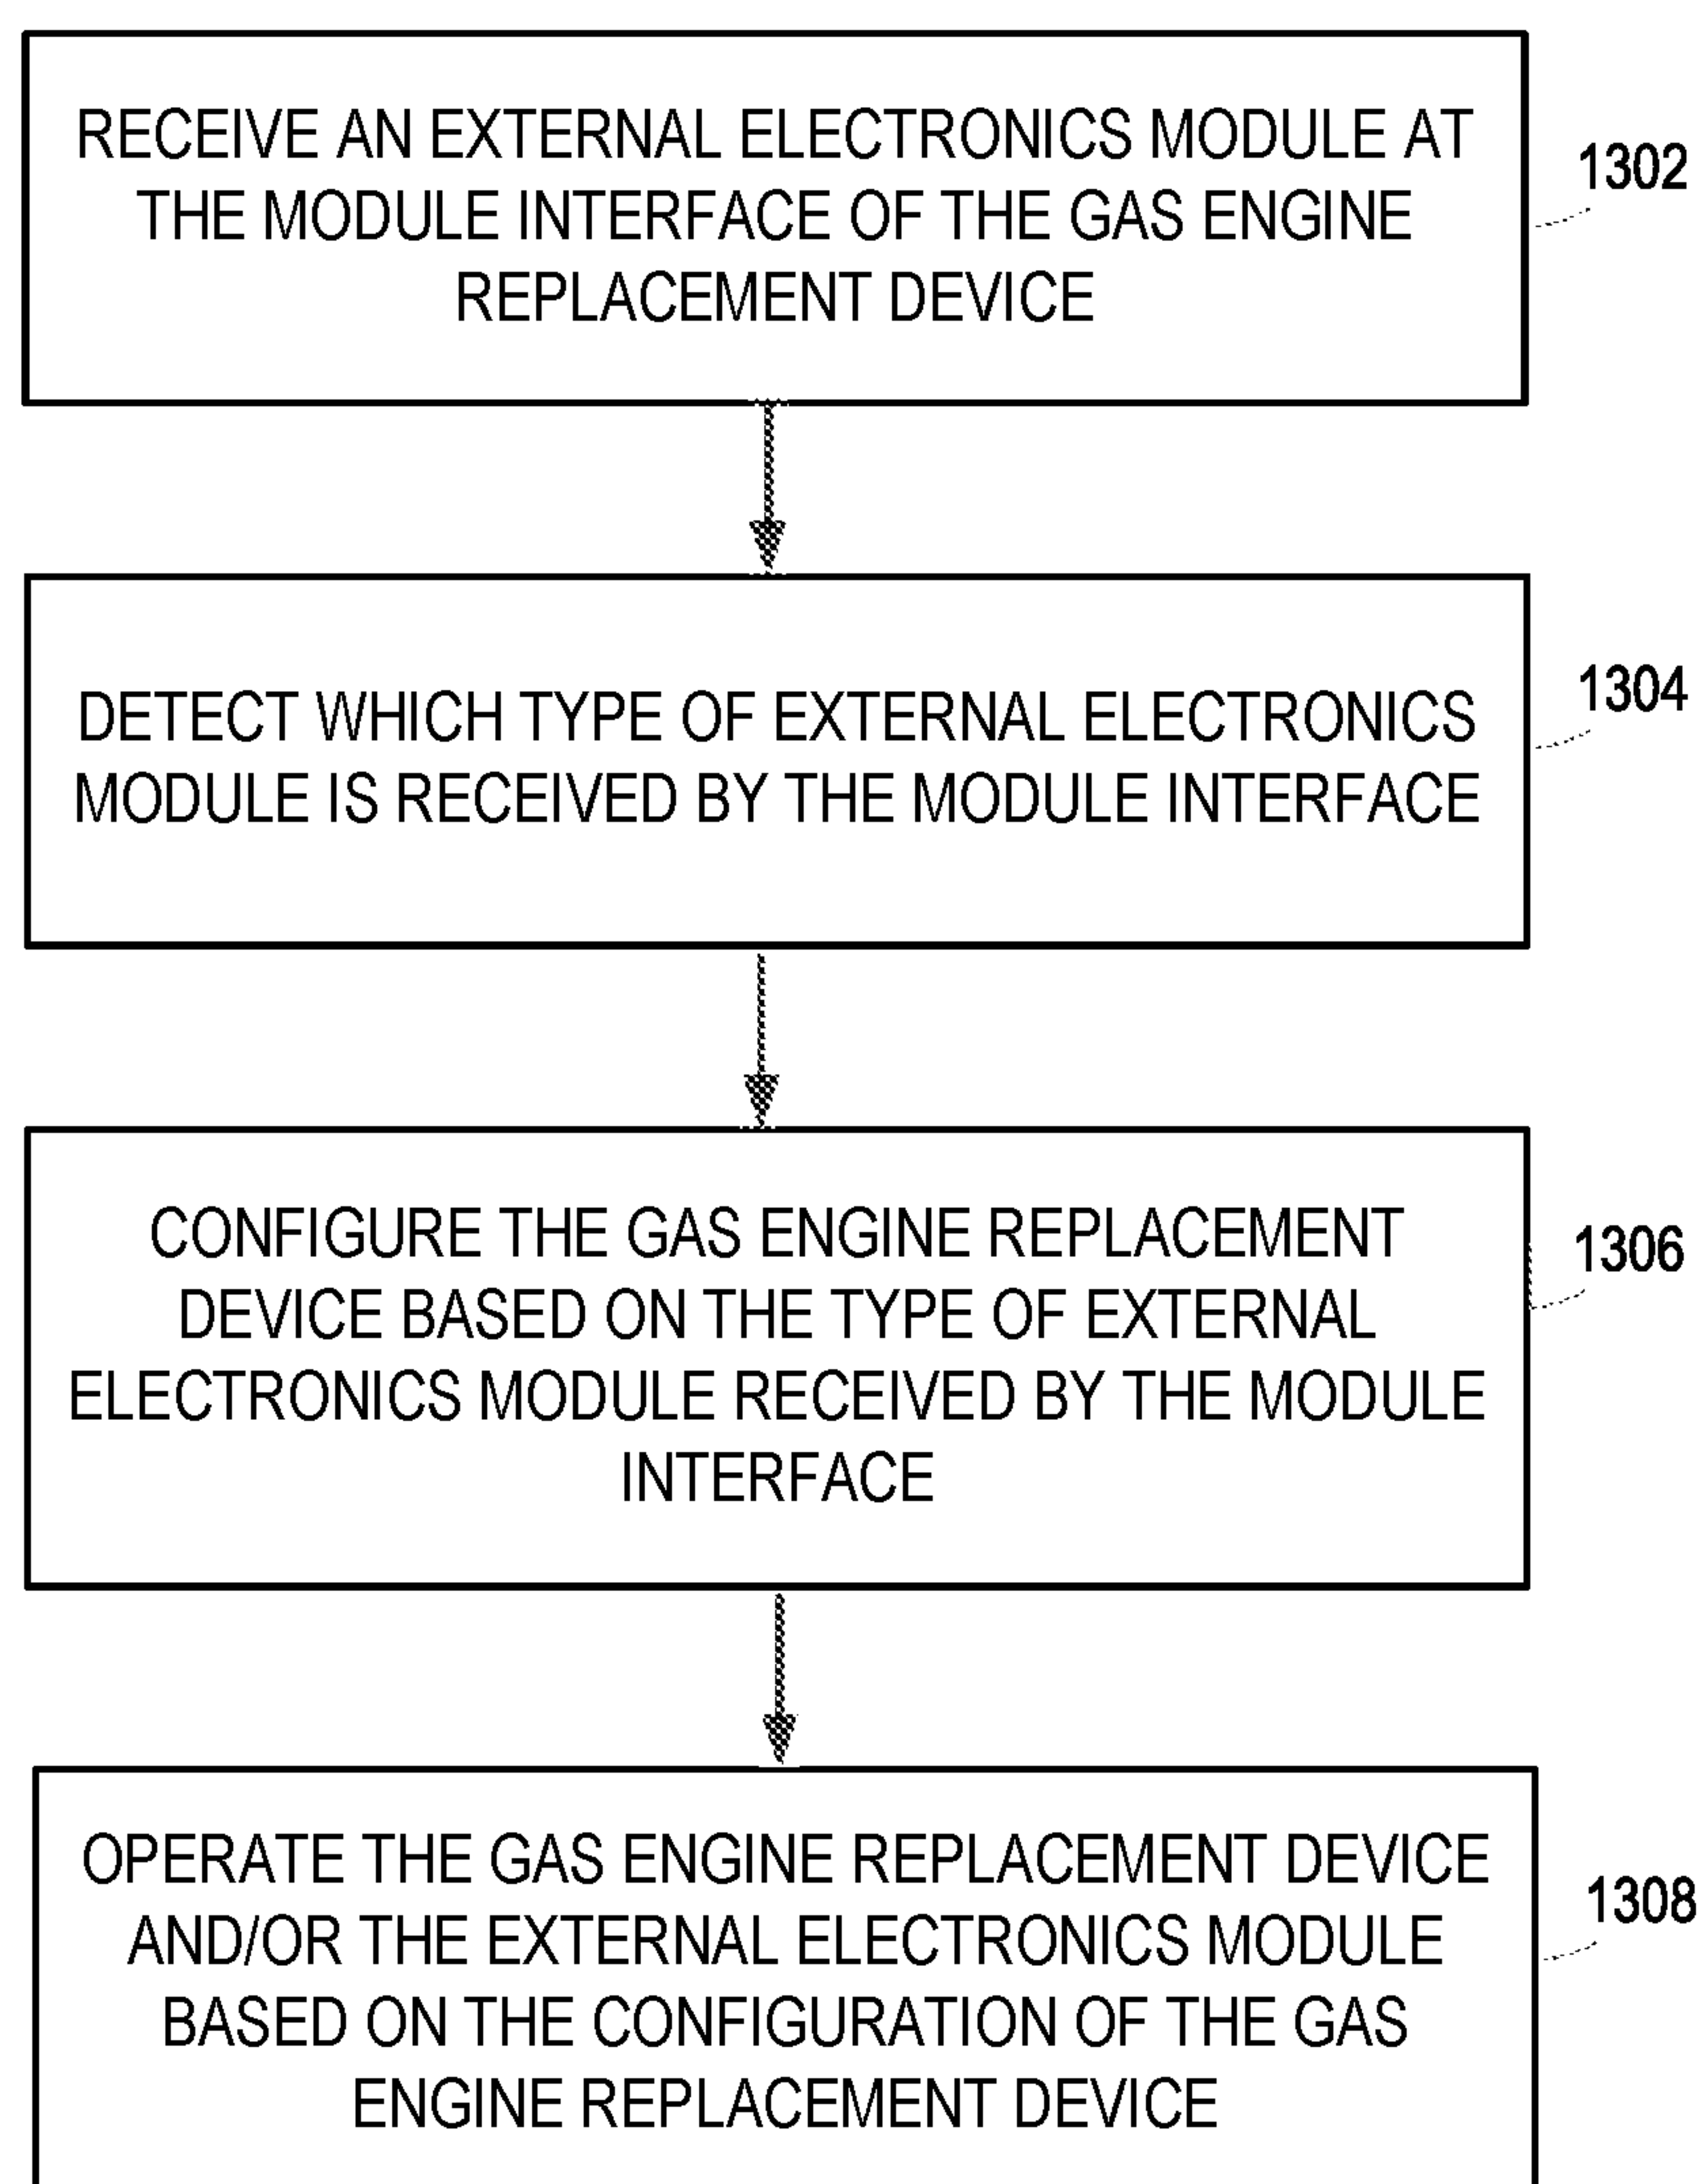 RECEIVE AN EXTERNAL ELECTRONICS MODULE AT
THE MODULE INTERFACE OF THE GAS ENGINE
REPLACEMENT DEVICE
1302
DETECT WHICH TYPE OF EXTERNAL ELECTRONICS
MODULE IS RECEIVED BY THE MODULE INTERFACE
1304
CONFIGURE THE GAS ENGINE REPLACEMENT
DEVICE BASED ON THE TYPE OF EXTERNAL
ELECTRONICS MODULE RECEIVED BY THE MODULE
INTERFACE
1306
OPERATE THE GAS ENGINE REPLACEMENT DEVICE
AND/OR THE EXTERNAL ELECTRONICS MODULE
BASED ON THE CONFIGURATION OF THE GAS
ENGINE REPLACEMENT DEVICE
1308